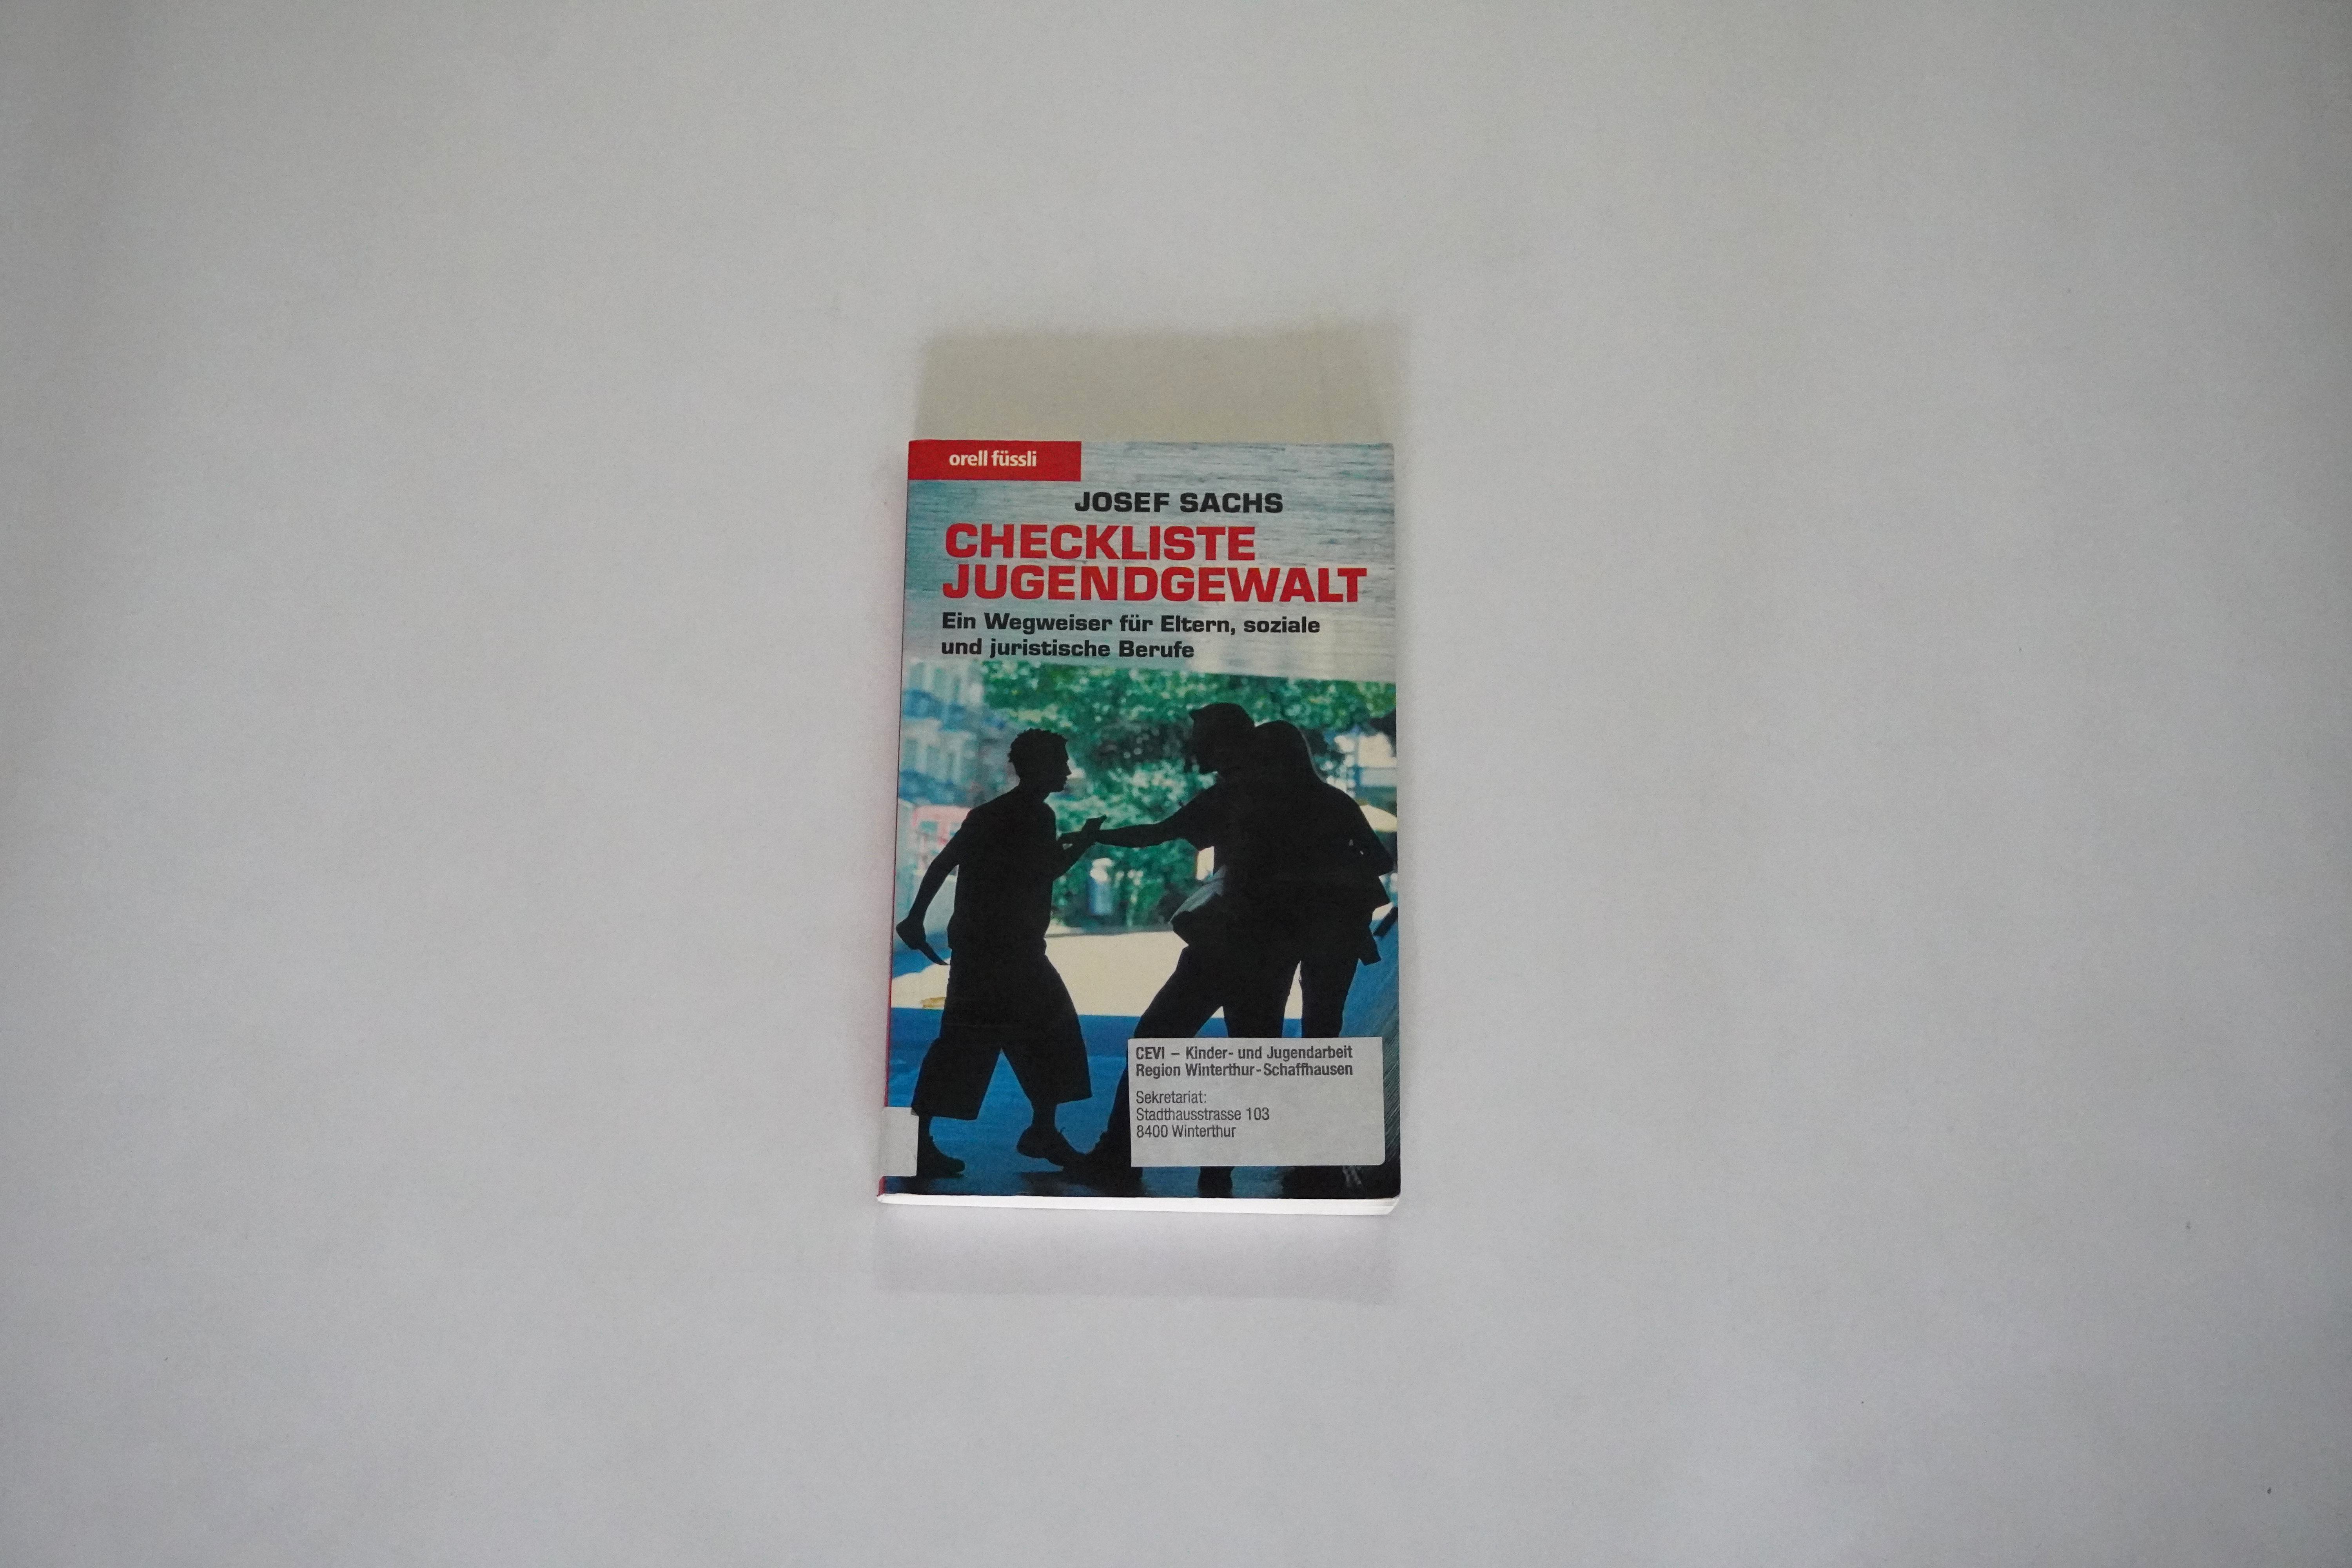 orell füssli
JOSEF SACHS
CHECKLISTE
JUGENDGEWALT
Ein Wegweiser für Eltern, soziale
und juristische Berufe
CEVI – Kinder- und Jugendarbeit
Region Winterthur-Schaffhausen
Sekretariat:
Stadthausstrasse 103
8400 Winterthur